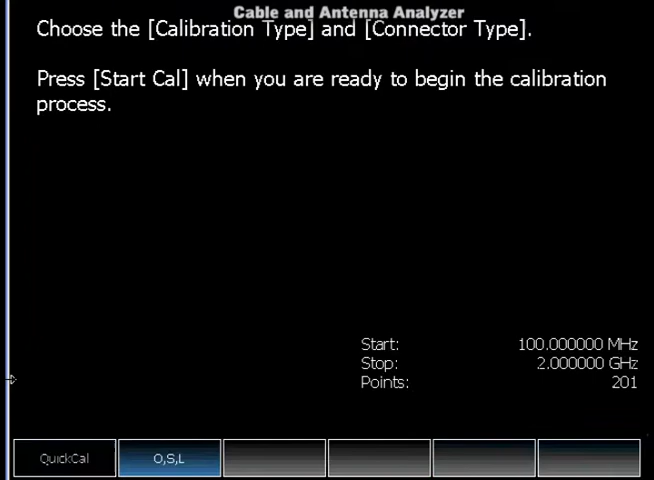 Cable and Antenna Analyzer
Choose the [Calibration Type] and [Connector Type].
Press [Start Cal] when you are ready to begin the calibration
process.
Start: 100.000000 MHz
Stop: 2.000000 GHz
Points: 201
QuickCal O,S,L